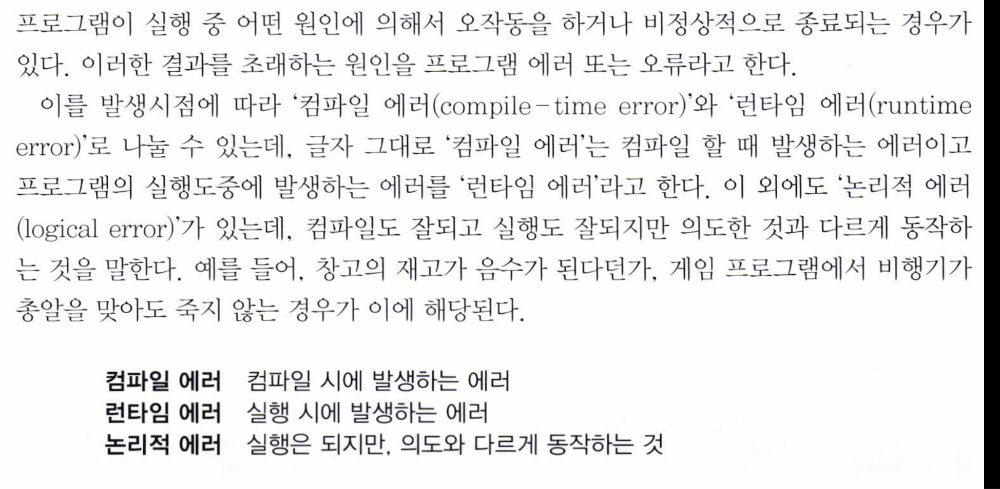 프로그램이 실행 중 어떤 원인에 의해서 오작동을 하거나 비정상적으로 종료되는 경우가
있다. 이러한 결과를 초래하는 원인을 프로그램 에러 또는 오류라고 한다.
이를 발생시점에 따라 ‘컴파일 에러(compile-time error)’와 ‘런타임 에러(runtime
error)’로 나눌 수 있는데, 글자 그대로 ‘컴파일 에러’는 컴파일 할 때 발생하는 에러이고
프로그램의 실행도중에 발생하는 에러를 ‘런타임 에러’라고 한다. 이 외에도 ‘논리적 에러
(logical error)’가 있는데, 컴파일도 잘되고 실행도 잘되지만 의도한 것과 다르게 동작하
는 것을 말한다. 예를 들어, 창고의 재고가 음수가 된다던가, 게임 프로그램에서 비행기가
총알을 맞아도 죽지 않는 경우가 이에 해당된다.
컴파일 에러 컴파일 시에 발생하는 에러
런타임 에러 실행 시에 발생하는 에러
논리적 에러 실행은 되지만, 의도와 다르게 동작하는 것